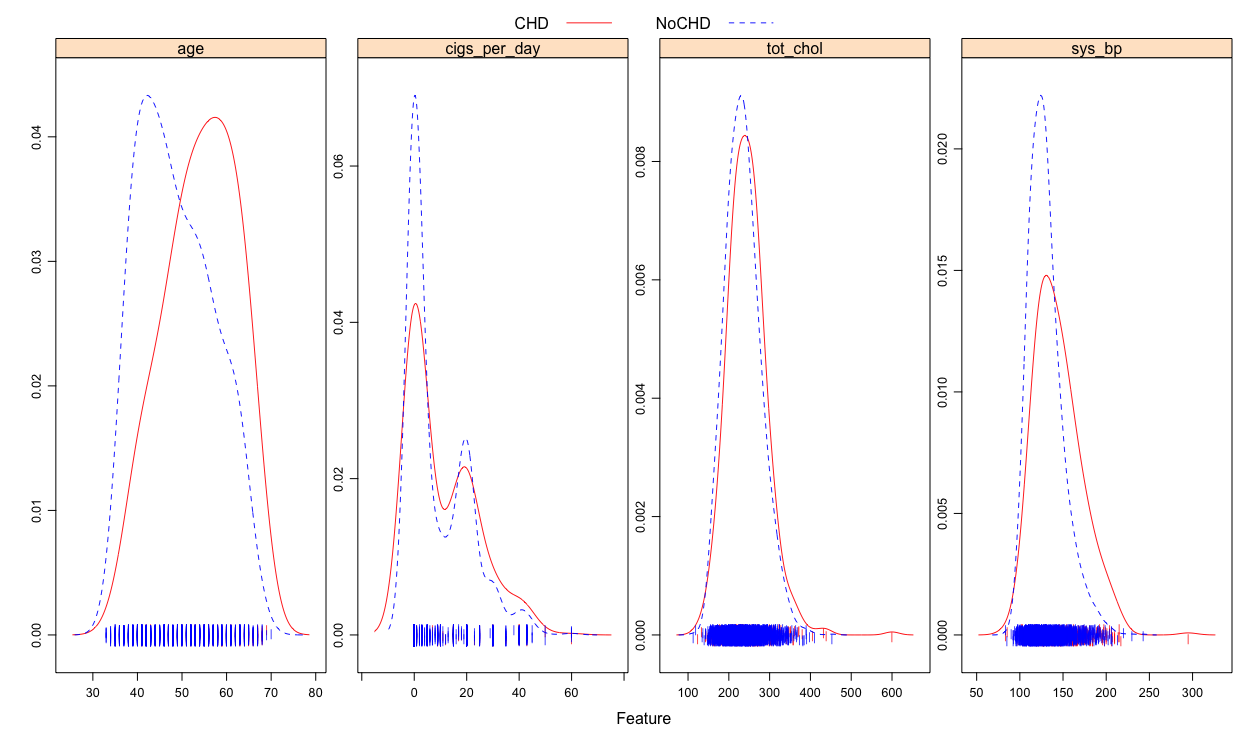 CHD NoCHD
age cigs_per_day tot_chol sys_bp
0.00 0.01 0.02 0.03 0.04
0.00 0.02 0.04 0.06
0.000 0.002 0.004 0.006 0.008
0.000 0.005 0.010 0.015 0.020
30 40 50 60 70 80
0 20 40 60
100 200 300 400 500 600
50 100 150 200 250 300
Feature